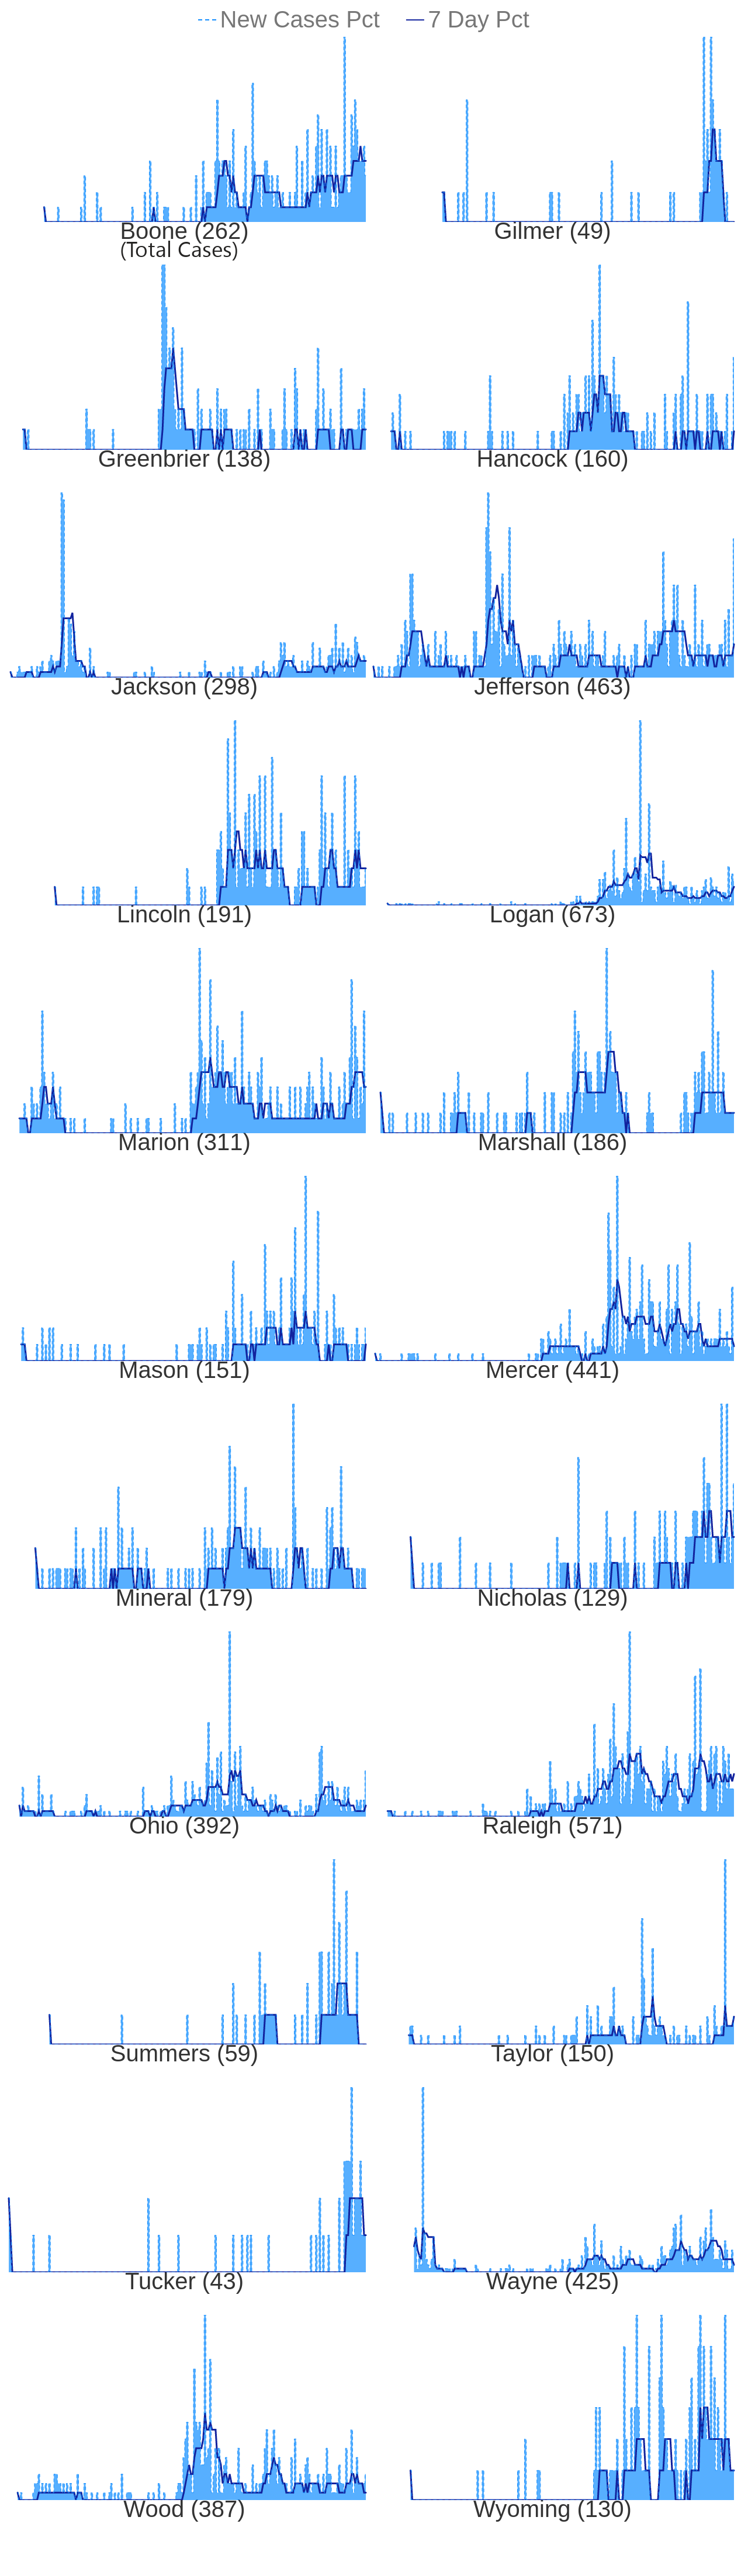 New Cases Pct 7 Day Pct
Boone (262) Gilmer (49)
(Total Cases)
Greenbrier (138) Hancock (160)
Jackson (298) Jefferson (463)
Lincoln (191) Logan (673)
Marion (311) Marshall (186)
Mason (151) Mercer (441)
Mineral (179) Nicholas (129)
Ohio (392) Raleigh (571)
Summers (59) Taylor (150)
Tucker (43) Wayne (425)
Wood (387) Wyoming (130)